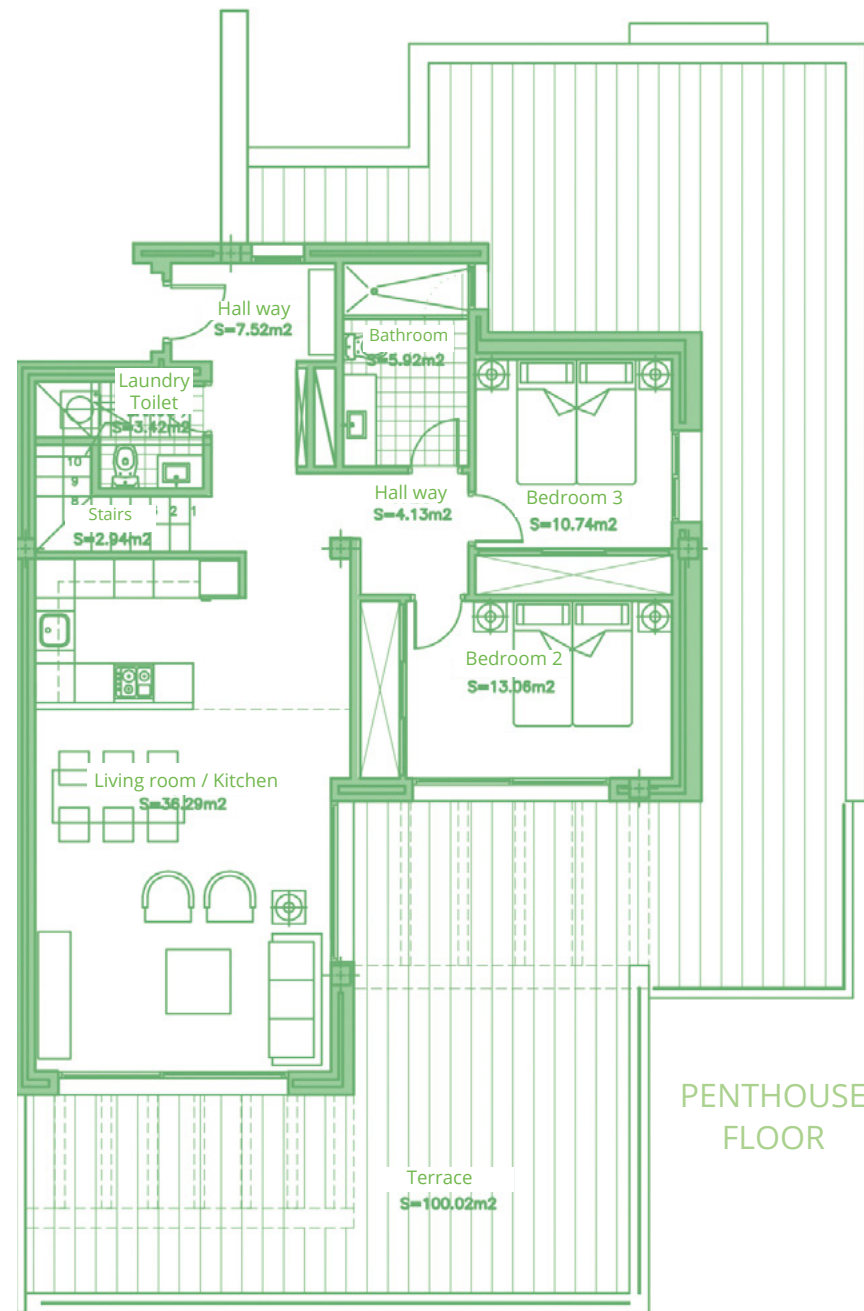 Hall way
S=7.52m2
Bathroom
S=5.92m2
Laundry
Toilet
S=3.42m2
10
9
8
2 1
Stairs
S=2.94m2
Hall way
S=4.13m2
Bedroom 3
S=10.74m2
Bedroom 2
S=13.06m2
Living room / Kitchen
S=36.29m2
PENTHOUSE
FLOOR
Terrace
S=100.02m2